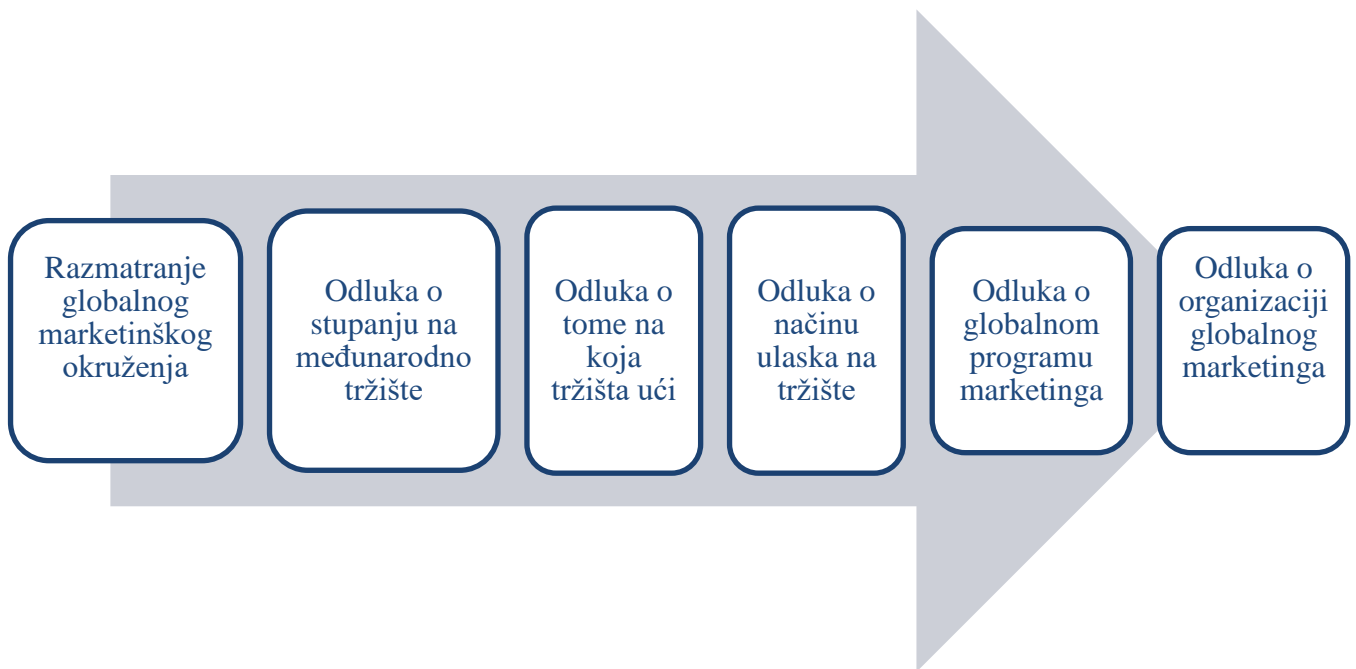 Razmatranje
globalnog
marketinškog
okruženja
Odluka o
stupanju na
međunarodno
tržište
Odluka o
tome na
koja
tržišta ući
Odluka o
načinu
ulaska na
tržište
Odluka o
globalnom
programu
marketinga
Odluka o
organizaciji
globalnog
marketinga